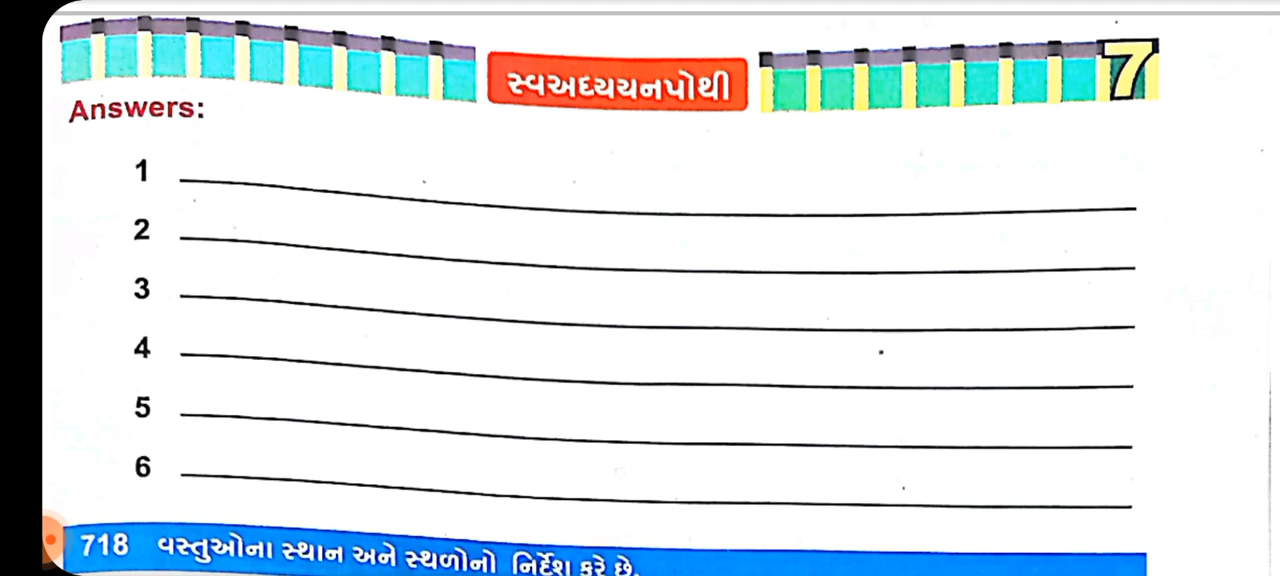 સ્વઅધ્યયનપોથી
7
Answers:
1
2
3
4
5
6
718 વસ્તુઓના સ્થાન અને સ્થળોનો નિર્દેશ કરે છે.